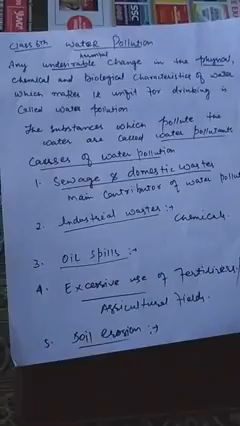 Class 6th Water Pollution
Any undesirable change in the physical,
chemical and biological characteristics of water
which makes it unfit for drinking is
called water pollution.
The substances which pollute the
water are called water pollutants
Causes of water pollution
1. Sewage & domestic wastes
Main contributor of water pollu
2. Industrial wastes :→
Chemicals
3. Oil spills :→
4. Excessive use of Fertilizers/
Agricultural fields.
5. Soil erosion :→
SSC